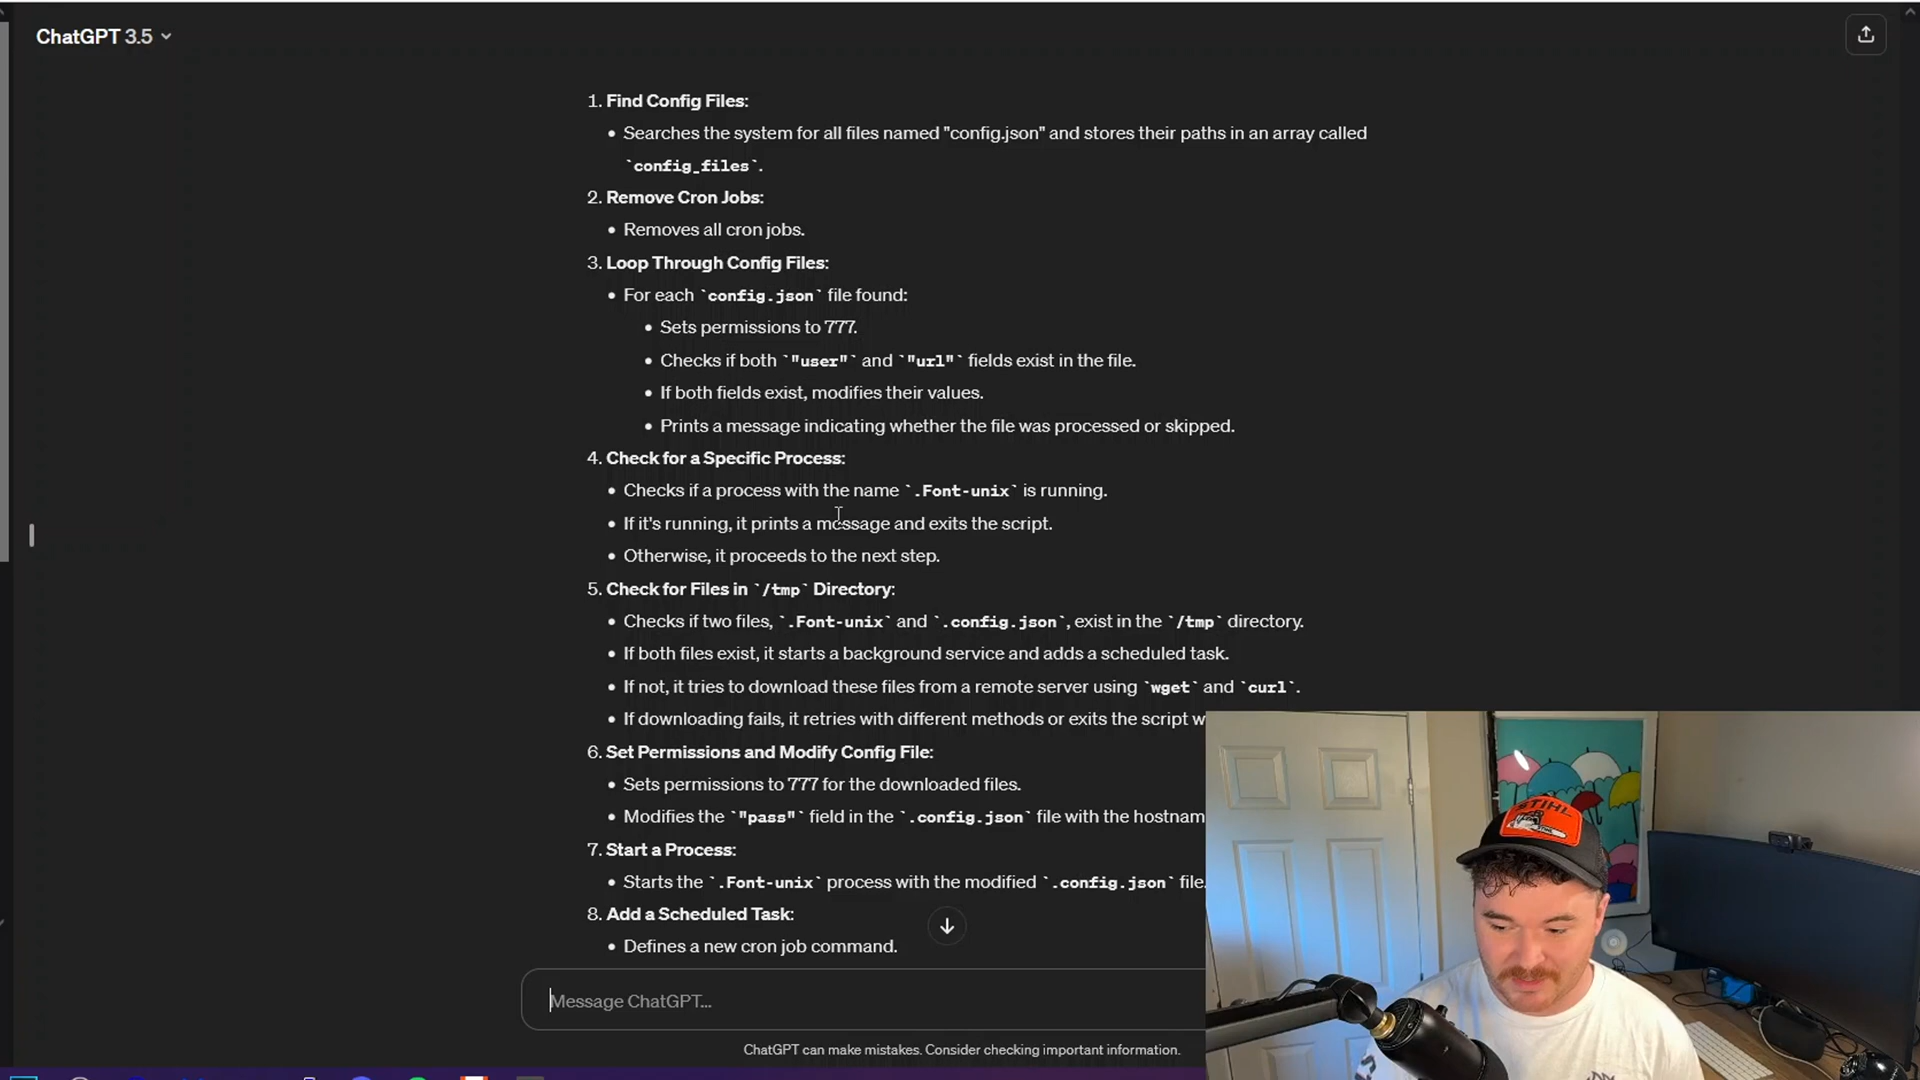 ChatGPT 3.5
1. Find Config Files:
• Searches the system for all files named "config.json" and stores their paths in an array called
`config_files`.
2. Remove Cron Jobs:
• Removes all cron jobs.
3. Loop Through Config Files:
• For each `config.json` file found:
• Sets permissions to 777.
• Checks if both `"user"` and `"url"` fields exist in the file.
• If both fields exist, modifies their values.
• Prints a message indicating whether the file was processed or skipped.
4. Check for a Specific Process:
• Checks if a process with the name `.Font-unix` is running.
• If it's running, it prints a message and exits the script.
• Otherwise, it proceeds to the next step.
5. Check for Files in `/tmp` Directory:
• Checks if two files, `.Font-unix` and `.config.json`, exist in the `/tmp` directory.
• If both files exist, it starts a background service and adds a scheduled task.
• If not, it tries to download these files from a remote server using `wget` and `curl`.
• If downloading fails, it retries with different methods or exits the script w
6. Set Permissions and Modify Config File:
• Sets permissions to 777 for the downloaded files.
• Modifies the `"pass"` field in the `.config.json` file with the hostnam
7. Start a Process:
• Starts the `.Font-unix` process with the modified `.config.json` file.
8. Add a Scheduled Task:
• Defines a new cron job command.
Message ChatGPT...
ChatGPT can make mistakes. Consider checking important information.
STIHL